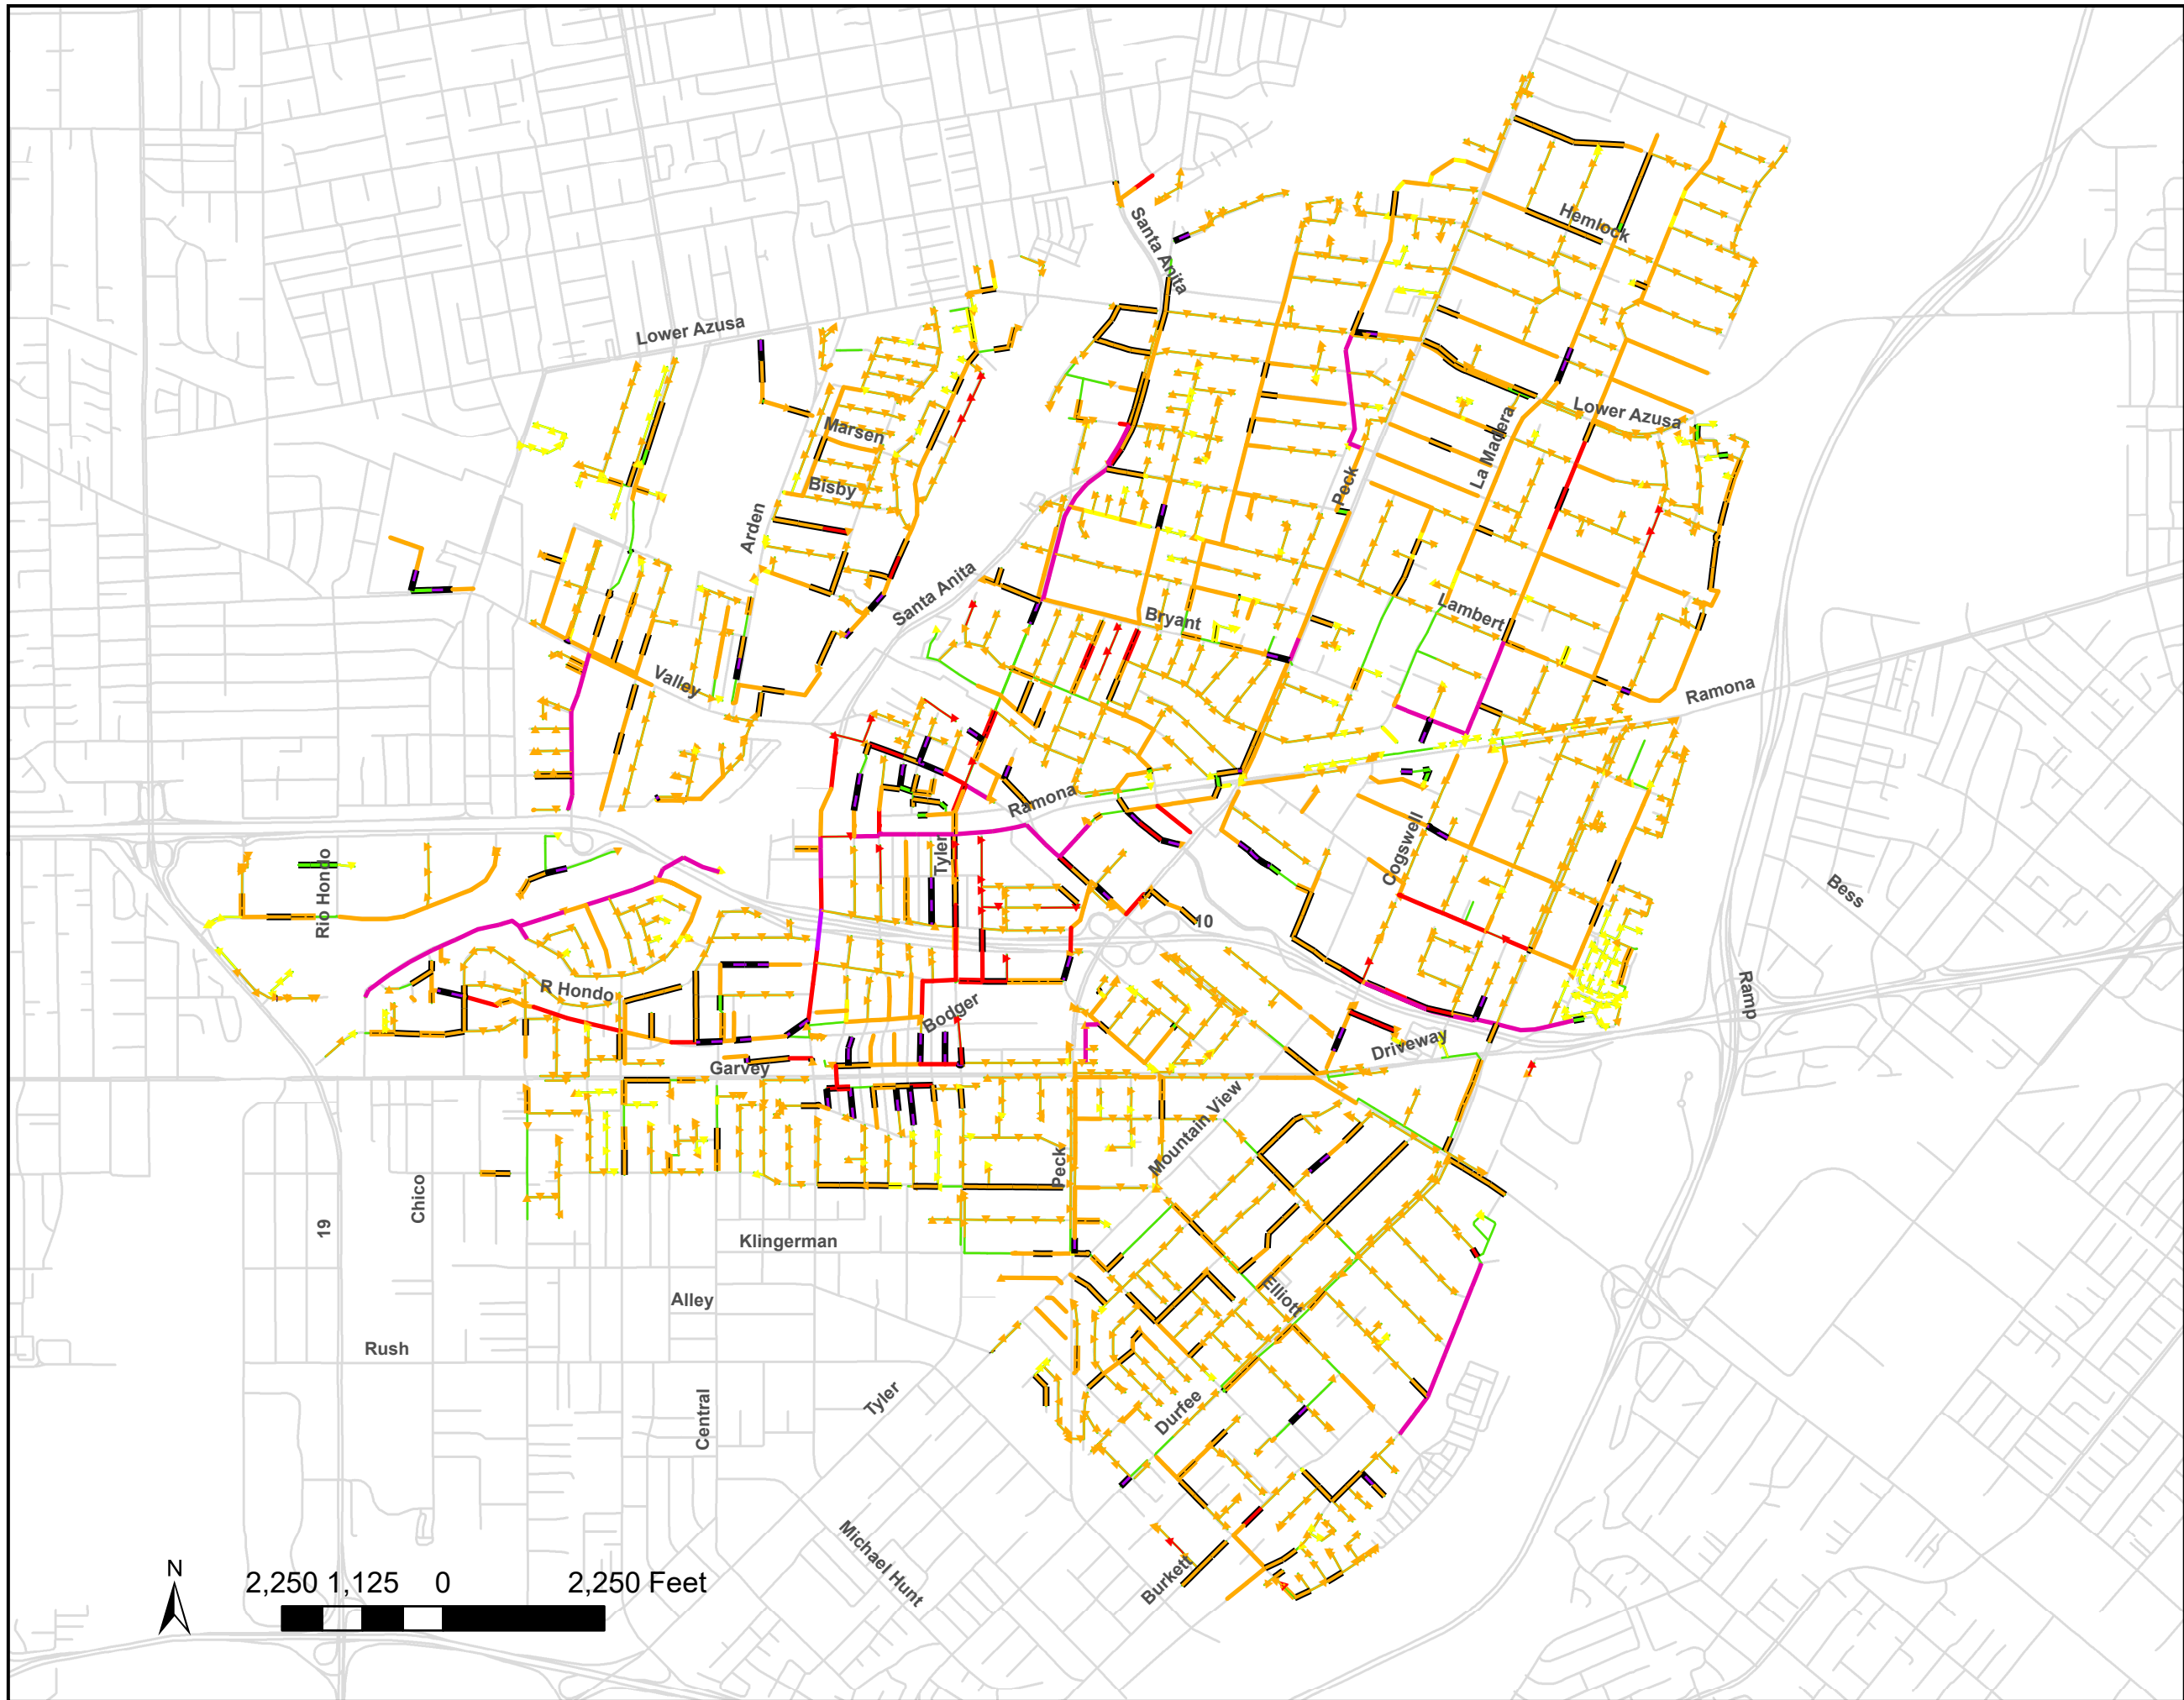 Santa Anita
Hemlock
Lower Azusa
Lower Azusa
Marsen
La Madera
Peck
Bisby
Arden
Santa Anita
Bryant
Lambert
Valley
Ramona
Ramona
Tyler
Cogswell
Rio Hondo
Bess
10
R Hondo
Ramp
Bodger
Driveway
Garvey
Mountain View
Peck
Chico
19
Klingerman
Elliott
Alley
Rush
Central
Tyler
Durfee
Michael Hunt
Burkett
N
2,250 1,125 0 2,250 Feet